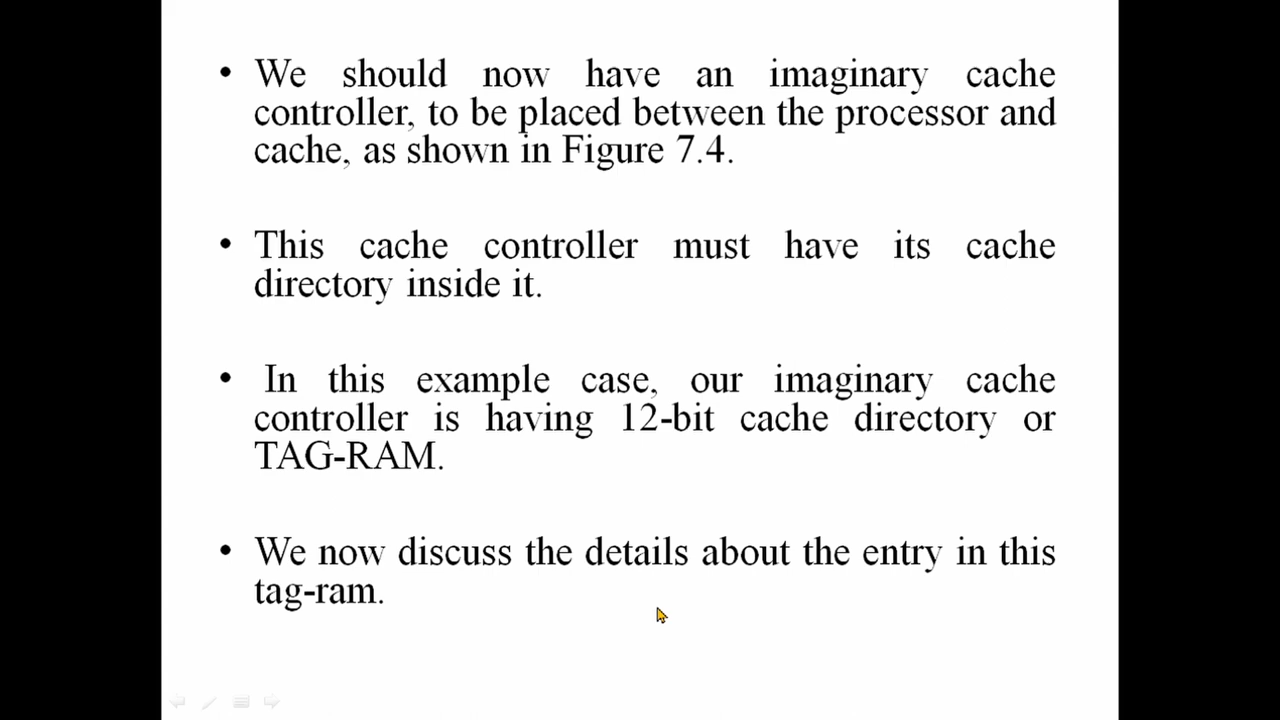 • We should now have an imaginary cache
controller, to be placed between the processor and
cache, as shown in Figure 7.4.
• This cache controller must have its cache
directory inside it.
• In this example case, our imaginary cache
controller is having 12-bit cache directory or
TAG-RAM.
• We now discuss the details about the entry in this
tag-ram.